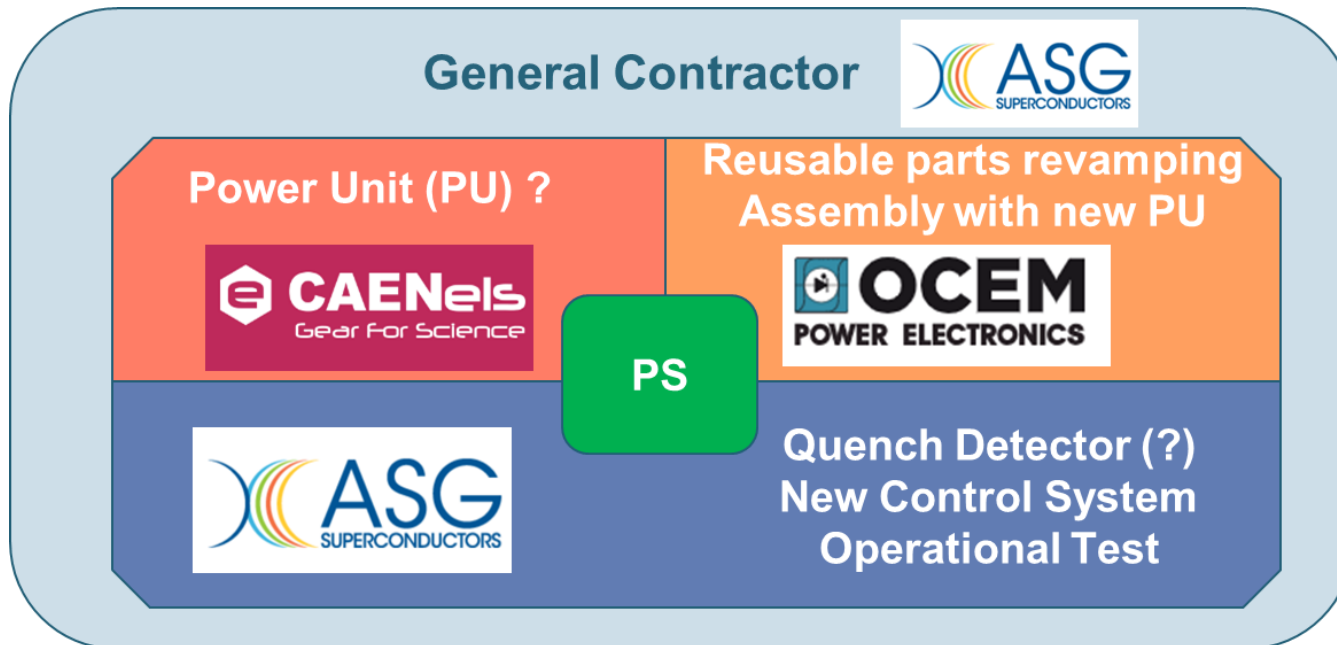 General Contractor
ASG
SUPERCONDUCTORS
Power Unit (PU) ?
e CAENels
Gear For Science
Reusable parts revamping
Assembly with new PU
OCEM
POWER ELECTRONICS
PS
ASG
SUPERCONDUCTORS
Quench Detector (?)
New Control System
Operational Test